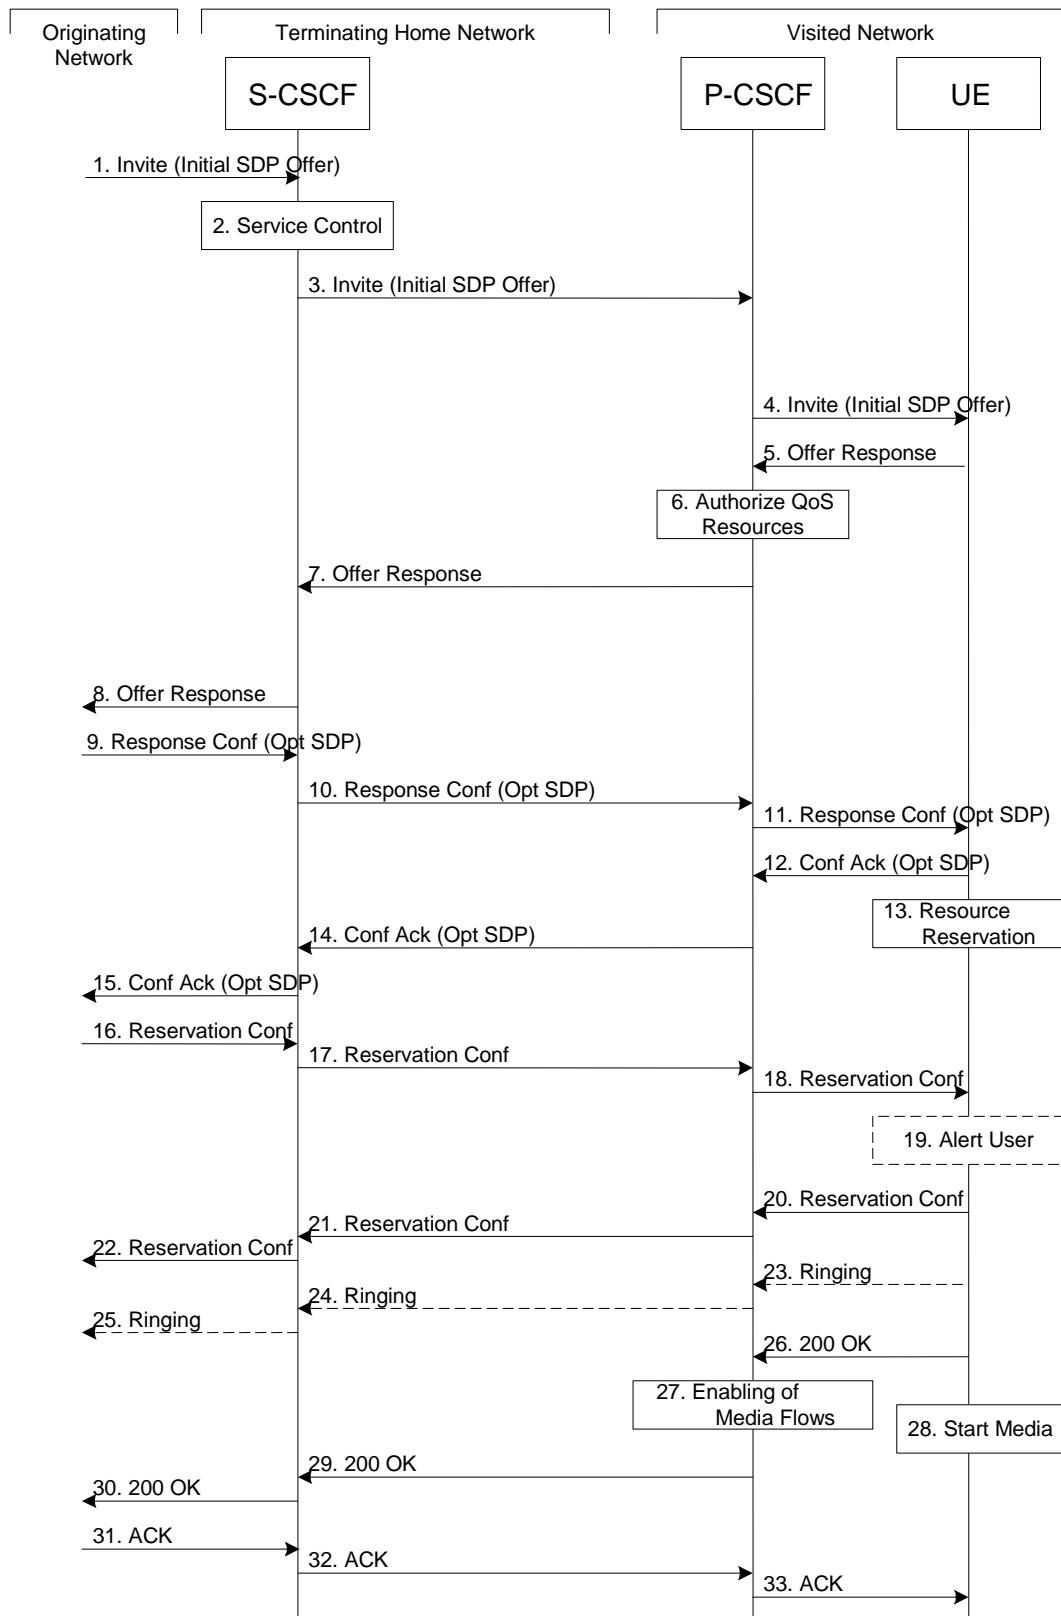 Originating
Network
Terminating Home Network
Visited Network
S-CSCF
P-CSCF
UE
1. Invite (Initial SDP Offer)
2. Service Control
3. Invite (Initial SDP Offer)
4. Invite (Initial SDP Offer)
5. Offer Response
6. Authorize QoS
Resources
7. Offer Response
8. Offer Response
9. Response Conf (Opt SDP)
10. Response Conf (Opt SDP)
11. Response Conf (Opt SDP)
12. Conf Ack (Opt SDP)
13. Resource
Reservation
14. Conf Ack (Opt SDP)
15. Conf Ack (Opt SDP)
16. Reservation Conf
17. Reservation Conf
18. Reservation Conf
19. Alert User
20. Reservation Conf
21. Reservation Conf
22. Reservation Conf
23. Ringing
24. Ringing
25. Ringing
26. 200 OK
27. Enabling of
Media Flows
28. Start Media
29. 200 OK
30. 200 OK
31. ACK
32. ACK
33. ACK